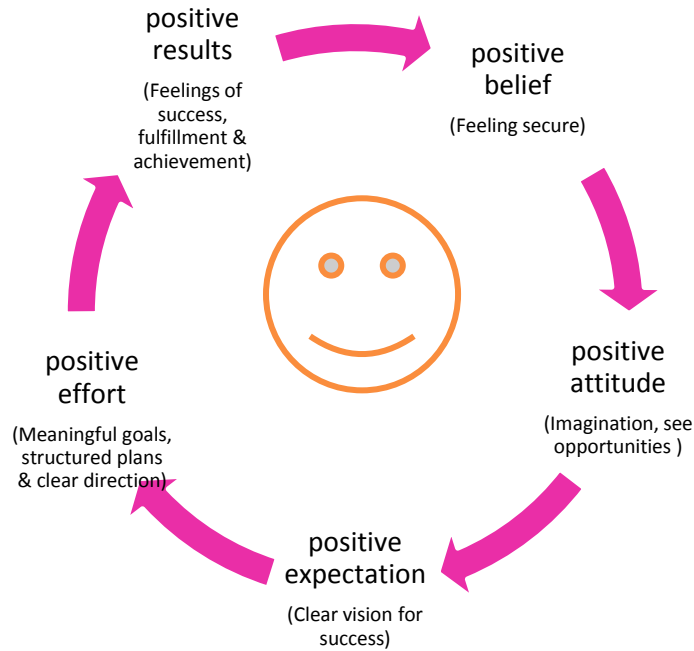 positive
results
(Feelings of
success,
fulfillment &
achievement)
positive
belief
(Feeling secure)
positive
attitude
(Imagination, see
opportunities )
positive
expectation
(Clear vision for
success)
positive
effort
(Meaningful goals,
structured plans
& clear direction)